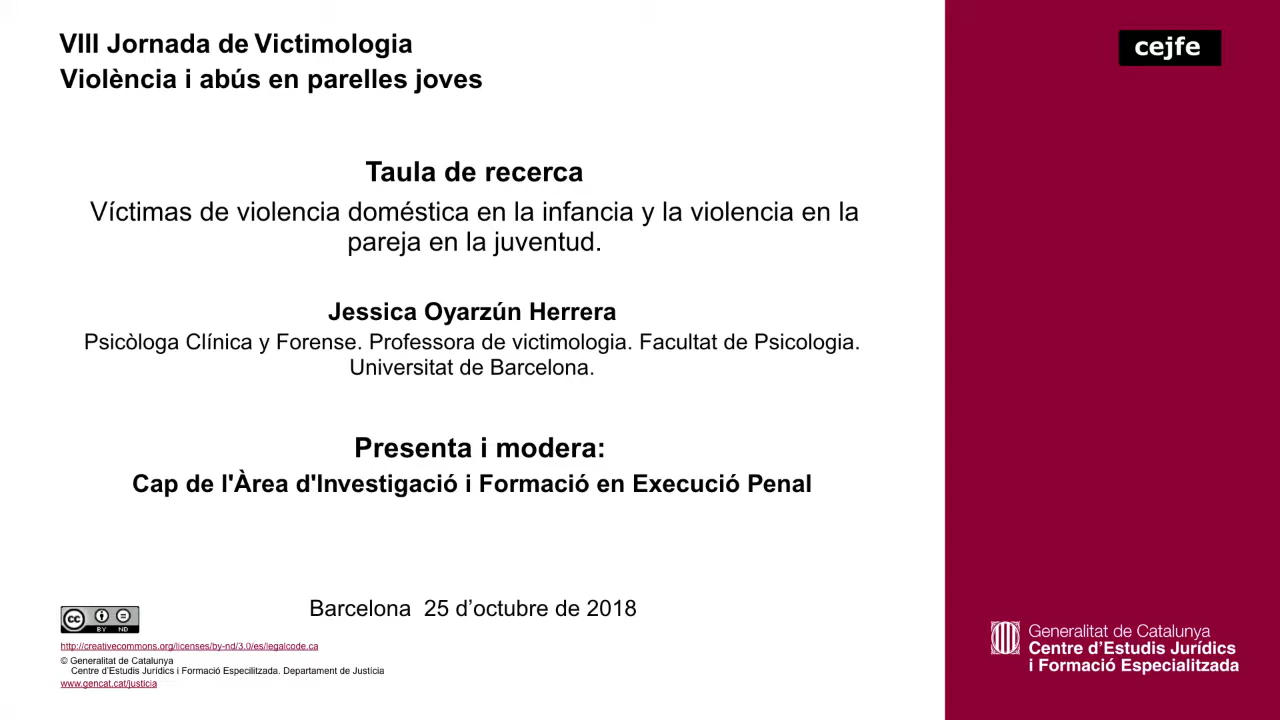 VIII Jornada de Victimologia
Violència i abús en parelles joves
cejfe
Taula de recerca
Víctimas de violencia doméstica en la infancia y la violencia en la
pareja en la juventud.
Jessica Oyarzún Herrera
Psicòloga Clínica y Forense. Professora de victimologia. Facultat de Psicologia.
Universitat de Barcelona.
Presenta i modera:
Cap de l'Àrea d'Investigació i Formació en Execució Penal
Barcelona 25 d’octubre de 2018
cc BY ND
http://creativecommons.org/licenses/by-nd/3.0/es/legalcode.ca
© Generalitat de Catalunya
Centre d'Estudis Jurídics i Formació Especilitzada. Departament de Justícia
www.gencat.cat/justicia
Generalitat de Catalunya
Centre d’Estudis Jurídics
i Formació Especialitzada